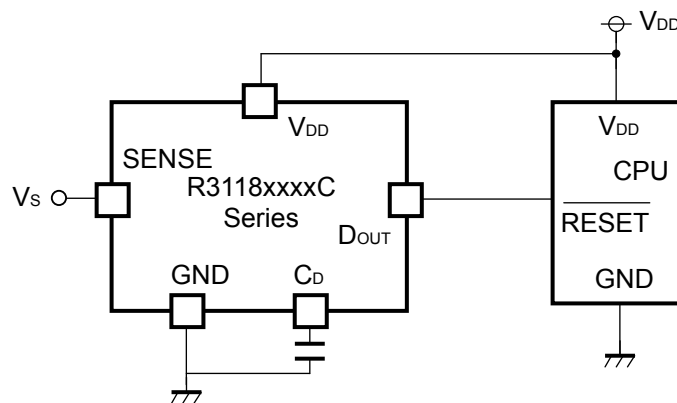 VDD
VDD
VDD
SENSE
CPU
R3118xxxxC
Series
VS
RESET
DOUT
GND
CD
GND